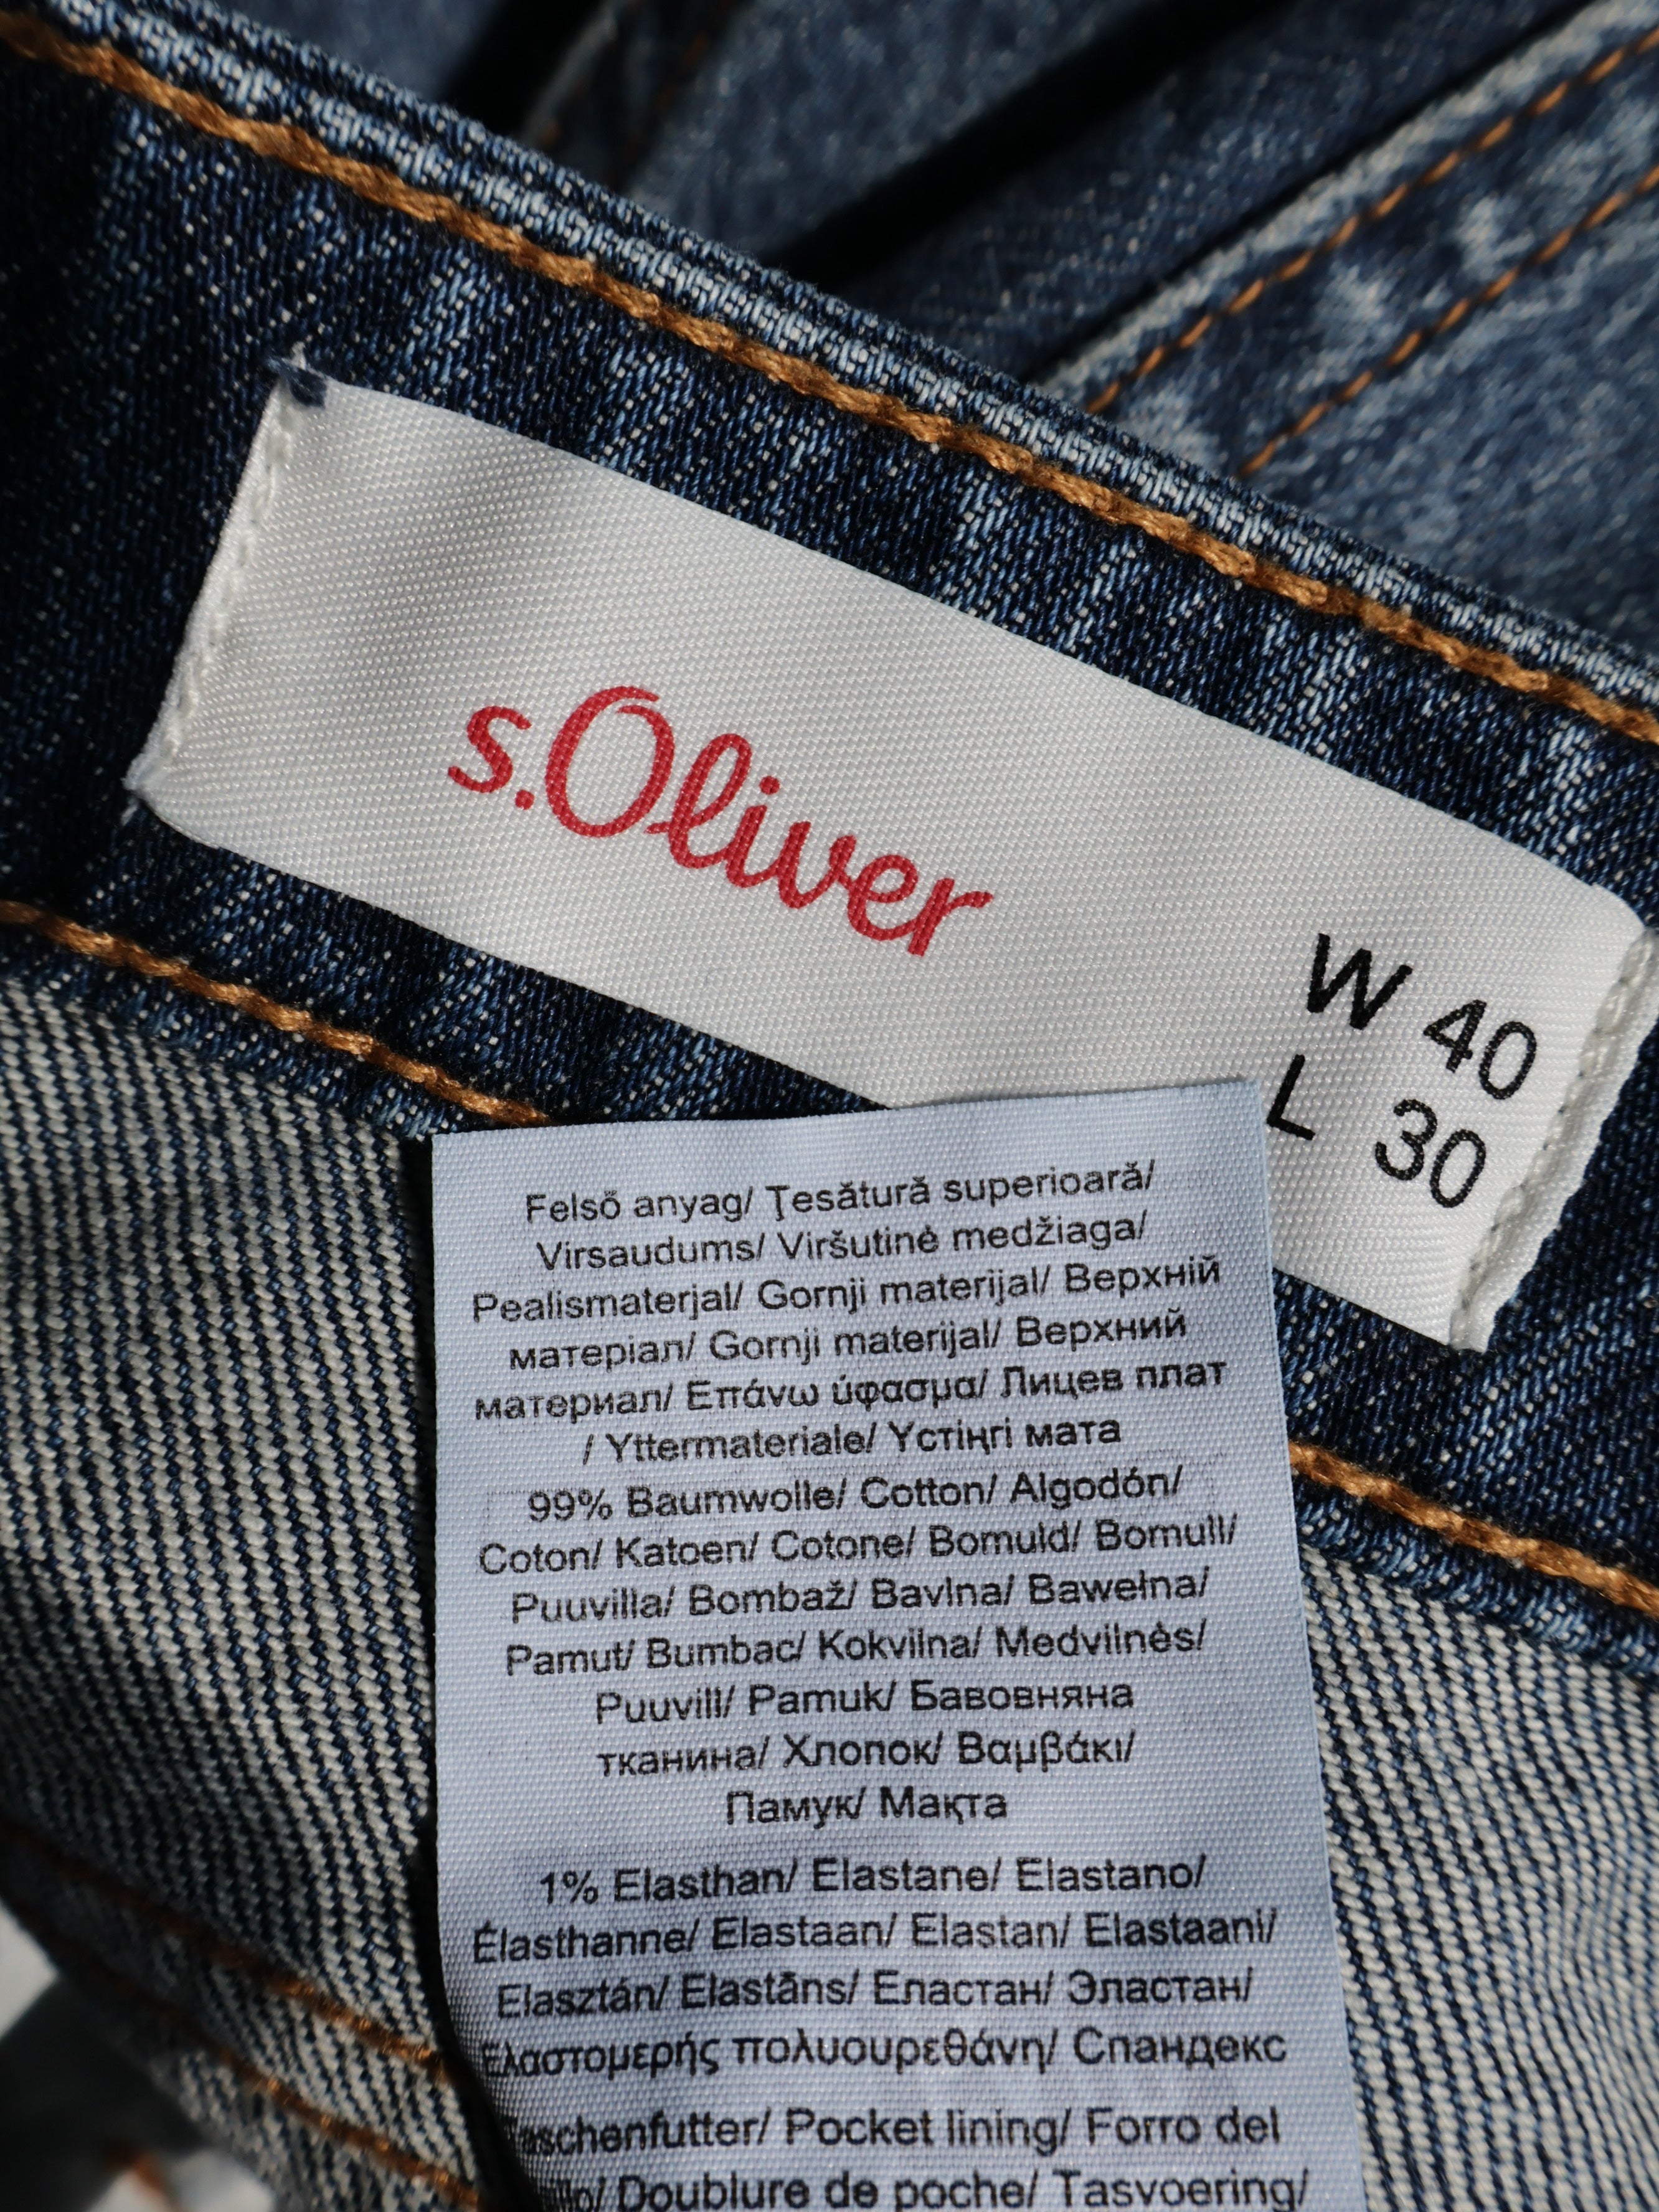 s.Oliver
W 40
L 30
Felső anyag/ Ţesătură superioară/
Virsaudums/ Viršutinė medžiaga/
Pealismaterjal/ Gornji materijal/ Верхній
матеріал/ Gornji materijal/ Верхний
материал/ Επάνω ύφασμα/ Лицев плат
/ Yttermateriale/ Үстіңгі мата
99% Baumwolle/ Cotton/ Algodón/
Coton/ Katoen/ Cotone/ Bomuld/ Bomull/
Puuvilla/ Bombaž/ Bavlna/ Bawełna/
Pamut/ Bumbac/ Kokvilna/ Medvilnės/
Puuvill/ Pamuk/ Бавовняна
тканина/ Хлопок/ Βαμβάκι/
Памук/ Мақта
1% Elasthan/ Elastane/ Elastano/
Élasthanne/ Elastaan/ Elastan/ Elastaani/
Elasztán/ Elastāns/ Еластан/ Эластан/
Ελαστομερής πολυουρεθάνη/ Спандекс
Taschenfutter/ Pocket lining/ Forro del
Doublure de poche/ Tasvoering/